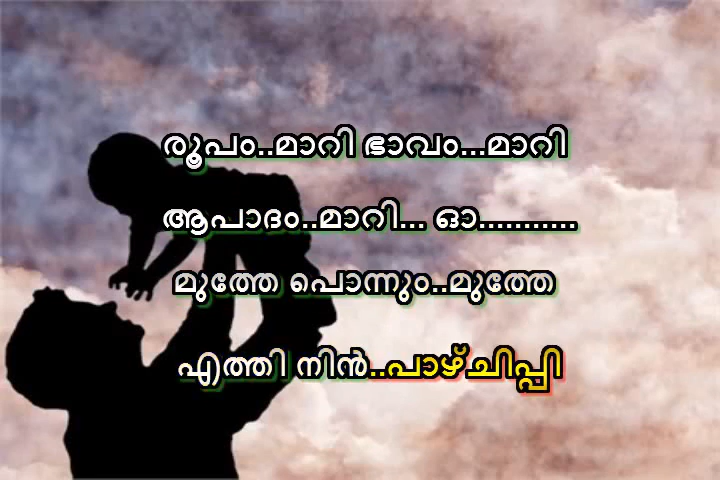 രൂപം..മാറി ഭാവം...മാറി
ആപാദം..മാറി... ഓ...........
മുത്തേ പൊന്നും..മുത്തേ
എത്തി നിൻ..പാഴ്ചിപ്പി